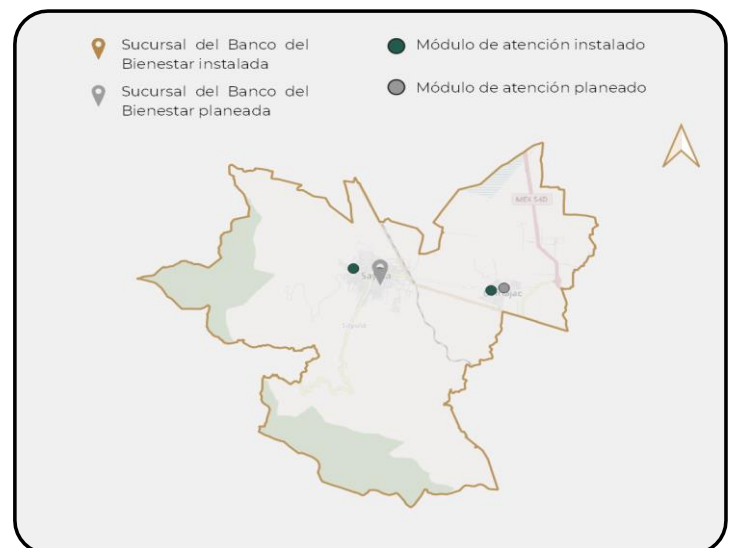 Sucursal del Banco del
Bienestar instalada
Sucursal del Banco del
Bienestar planeada
Módulo de atención instalado
Módulo de atención planeado
MEX 54D